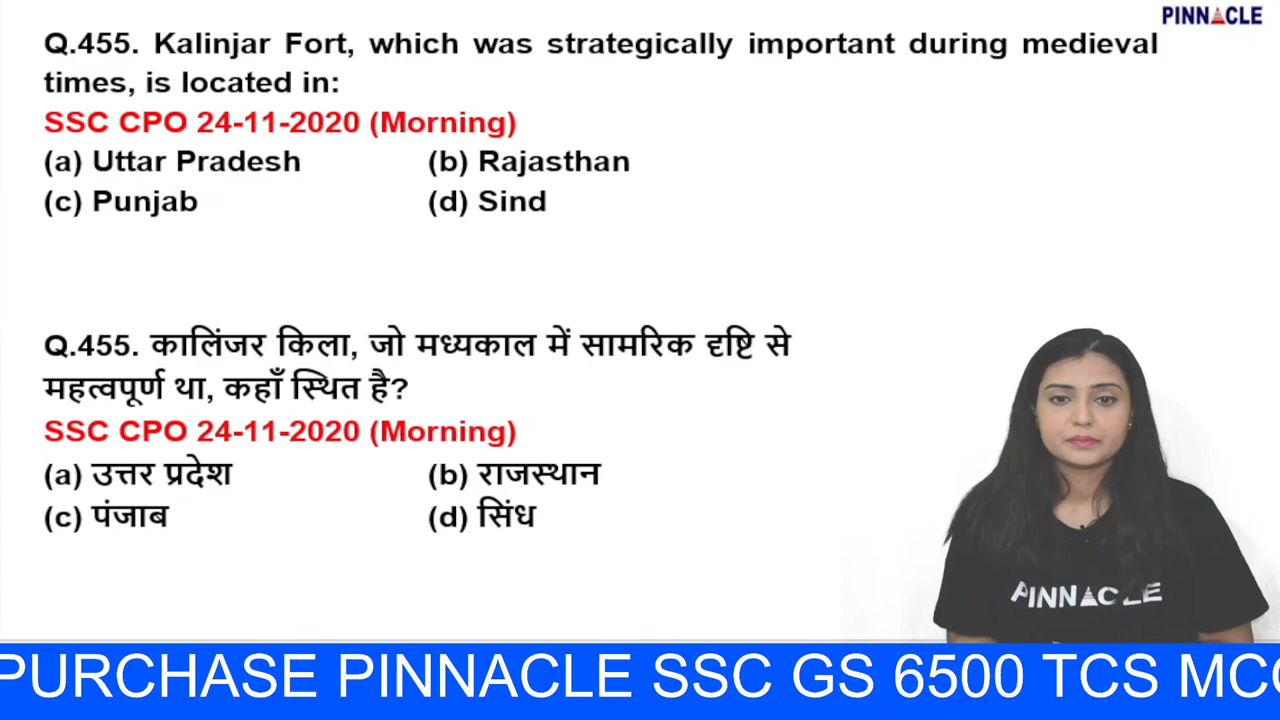 PINNACLE
Q.455. Kalinjar Fort, which was strategically important during medieval
times, is located in:
SSC CPO 24-11-2020 (Morning)
(a) Uttar Pradesh (b) Rajasthan
(c) Punjab (d) Sind
Q.455. कालिंजर किला, जो मध्यकाल में सामरिक दृष्टि से
महत्वपूर्ण था, कहाँ स्थित है?
SSC CPO 24-11-2020 (Morning)
(a) उत्तर प्रदेश (b) राजस्थान
(c) पंजाब (d) सिंध
PINNACLE
PURCHASE PINNACLE SSC GS 6500 TCS MC